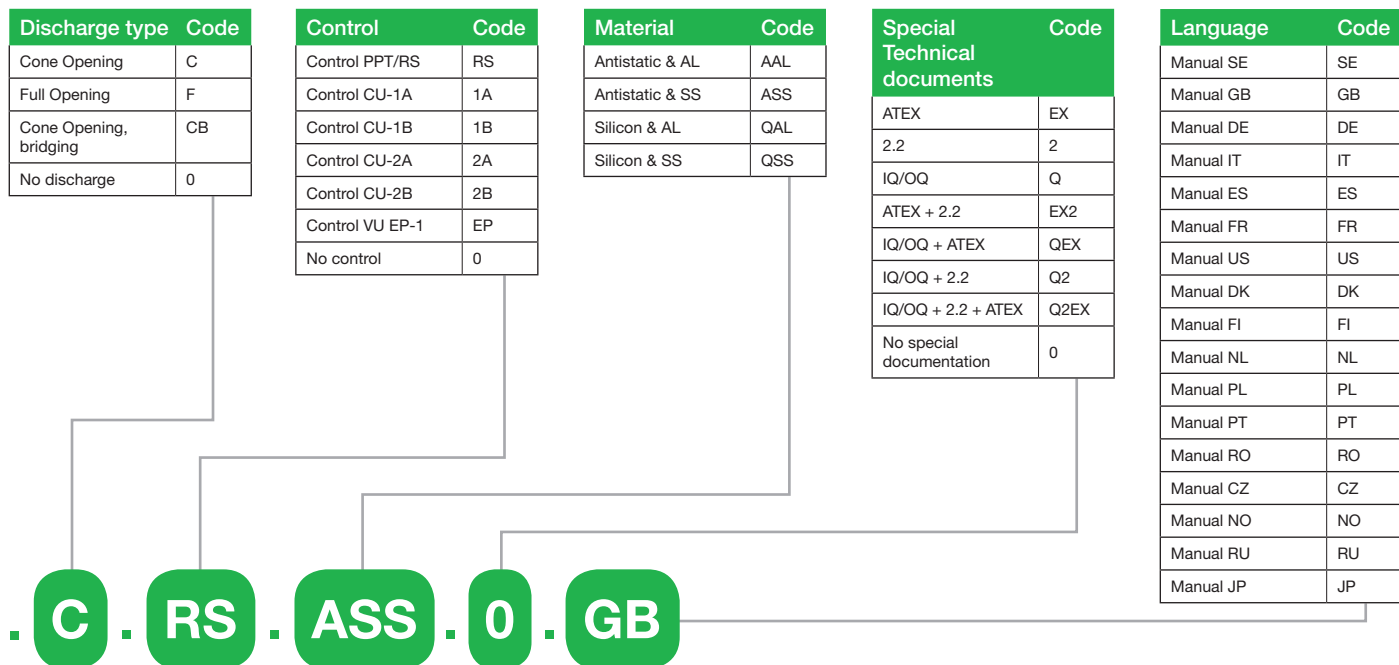 Discharge type Code
Cone Opening C
Full Opening F
Cone Opening, CB
bridging
No discharge 0
Control Code
Control PPT/RS RS
Control CU-1A 1A
Control CU-1B 1B
Control CU-2A 2A
Control CU-2B 2B
Control VU EP-1 EP
No control 0
Material Code
Antistatic & AL AAL
Antistatic & SS ASS
Silicon & AL QAL
Silicon & SS QSS
Special Code
Technical
documents
ATEX EX
2.2 2
IQ/OQ Q
ATEX + 2.2 EX2
IQ/OQ + ATEX QEX
IQ/OQ + 2.2 Q2
IQ/OQ + 2.2 + ATEX Q2EX
No special
documentation 0
Language Code
Manual SE SE
Manual GB GB
Manual DE DE
Manual IT IT
Manual ES ES
Manual FR FR
Manual US US
Manual DK DK
Manual FI FI
Manual NL NL
Manual PL PL
Manual PT PT
Manual RO RO
Manual CZ CZ
Manual NO NO
Manual RU RU
Manual JP JP
. C . RS . ASS . 0 . GB